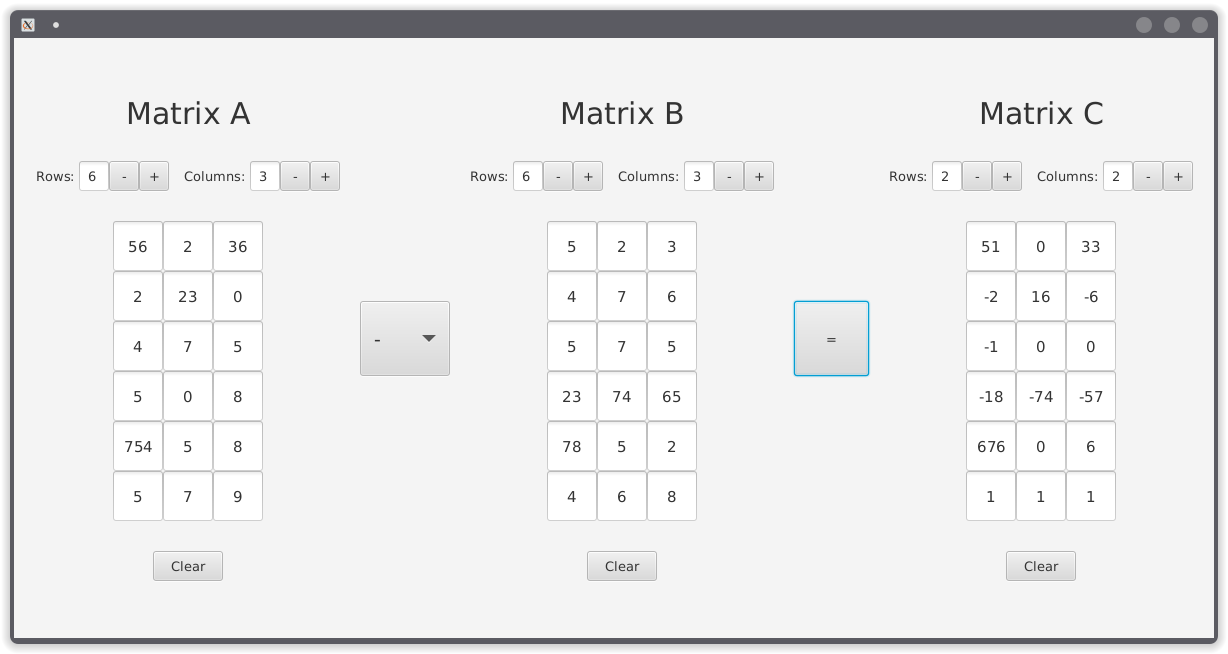 Matrix A Matrix B Matrix C
Rows: 6 - + Columns: 3 - + Rows: 6 - + Columns: 3 - + Rows: 2 - + Columns: 2 - +
56 2 36 5 2 3 51 0 33
2 23 0 4 7 6 -2 16 -6
- =
4 7 5 5 7 5 -1 0 0
5 0 8 23 74 65 -18 -74 -57
754 5 8 78 5 2 676 0 6
5 7 9 4 6 8 1 1 1
Clear Clear Clear